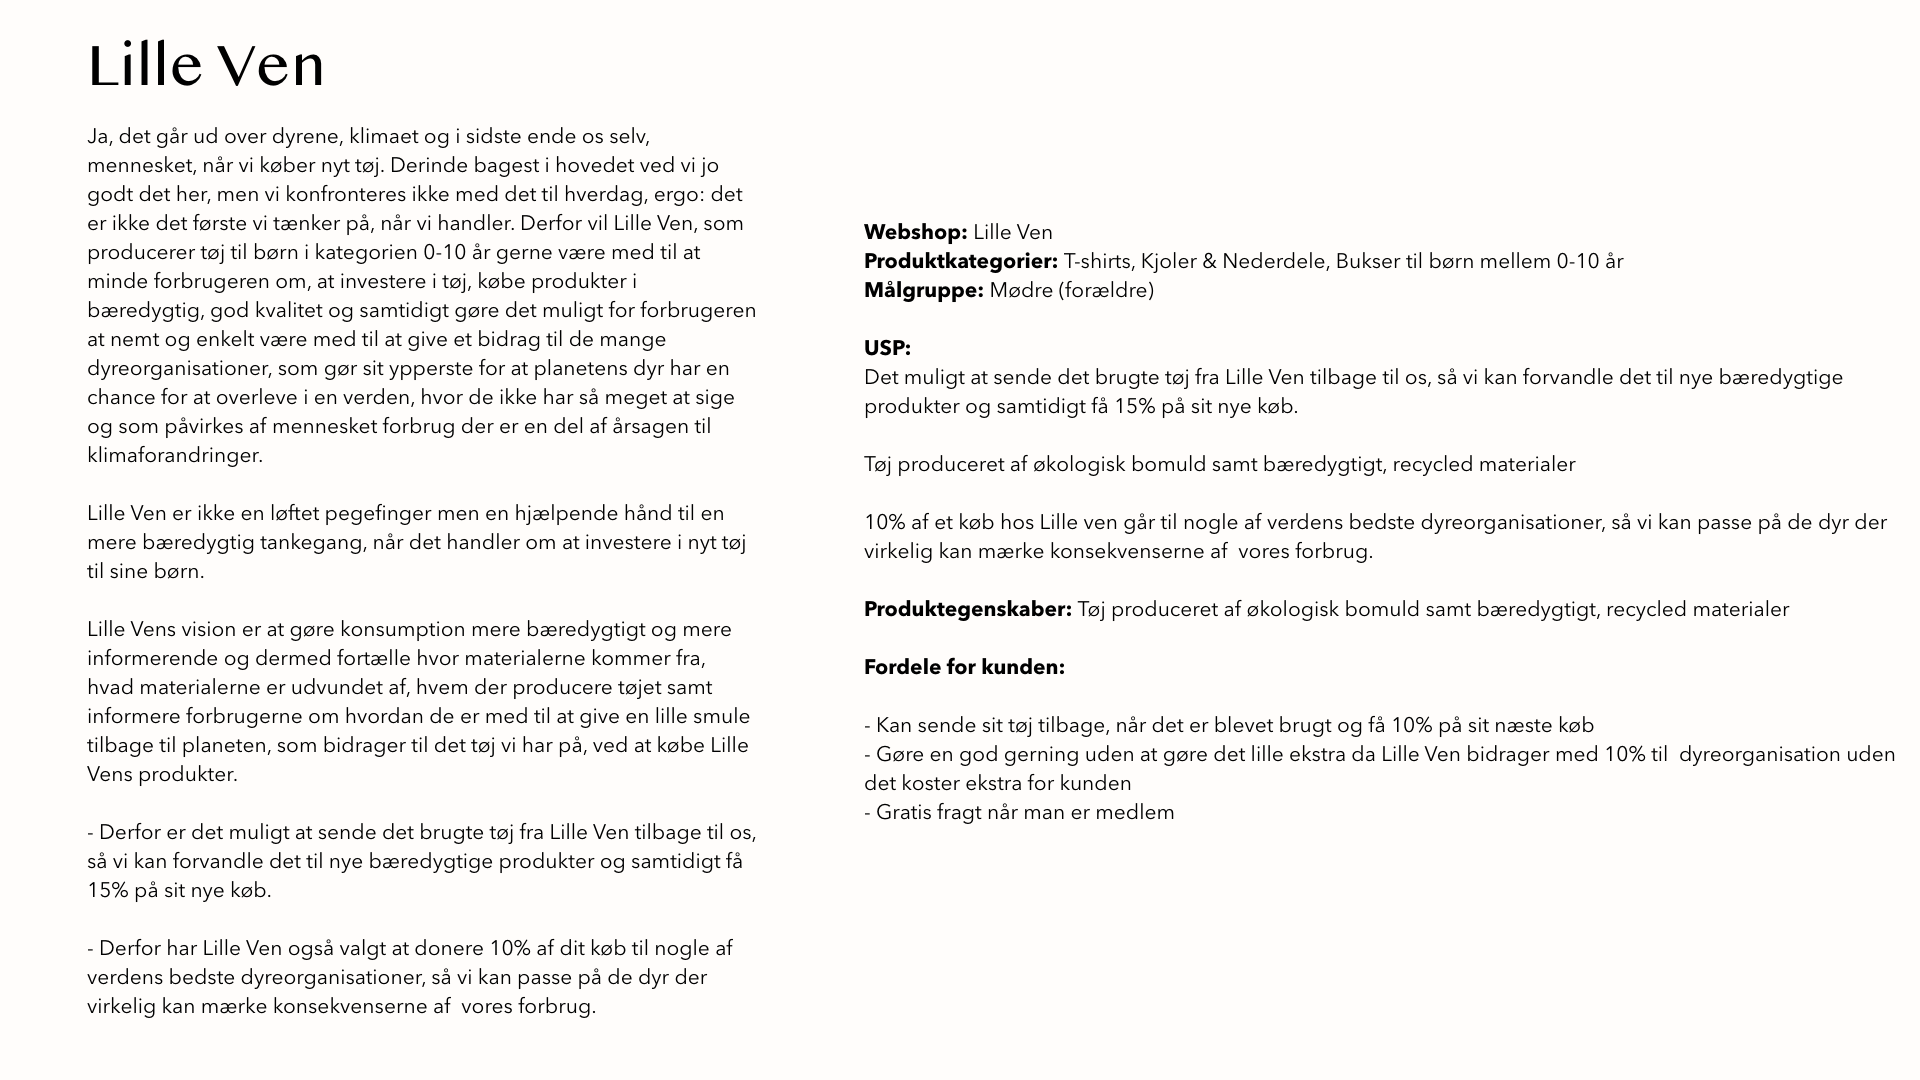 Lille Ven
Ja, det går ud over dyrene, klimaet og i sidste ende os selv,
mennesket, når vi køber nyt tøj. Derinde bagest i hovedet ved vi jo
godt det her, men vi konfronteres ikke med det til hverdag, ergo: det
er ikke det første vi tænker på, når vi handler. Derfor vil Lille Ven, som
producerer tøj til børn i kategorien 0-10 år gerne være med til at
minde forbrugeren om, at investere i tøj, købe produkter i
bæredygtig, god kvalitet og samtidigt gøre det muligt for forbrugeren
at nemt og enkelt være med til at give et bidrag til de mange
dyreorganisationer, som gør sit ypperste for at planetens dyr har en
chance for at overleve i en verden, hvor de ikke har så meget at sige
og som påvirkes af mennesket forbrug der er en del af årsagen til
klimaforandringer.
Lille Ven er ikke en løftet pegefinger men en hjælpende hånd til en
mere bæredygtig tankegang, når det handler om at investere i nyt tøj
til sine børn.
Lille Vens vision er at gøre konsumption mere bæredygtigt og mere
informerende og dermed fortælle hvor materialerne kommer fra,
hvad materialerne er udvundet af, hvem der producere tøjet samt
informere forbrugerne om hvordan de er med til at give en lille smule
tilbage til planeten, som bidrager til det tøj vi har på, ved at købe Lille
Vens produkter.
- Derfor er det muligt at sende det brugte tøj fra Lille Ven tilbage til os,
så vi kan forvandle det til nye bæredygtige produkter og samtidigt få
15% på sit nye køb.
- Derfor har Lille Ven også valgt at donere 10% af dit køb til nogle af
verdens bedste dyreorganisationer, så vi kan passe på de dyr der
virkelig kan mærke konsekvenserne af  vores forbrug.
Webshop: Lille Ven
Produktkategorier: T-shirts, Kjoler & Nederdele, Bukser til børn mellem 0-10 år
Målgruppe: Mødre (forældre)
USP:
Det muligt at sende det brugte tøj fra Lille Ven tilbage til os, så vi kan forvandle det til nye bæredygtige
produkter og samtidigt få 15% på sit nye køb.
Tøj produceret af økologisk bomuld samt bæredygtigt, recycled materialer
10% af et køb hos Lille ven går til nogle af verdens bedste dyreorganisationer, så vi kan passe på de dyr der
virkelig kan mærke konsekvenserne af  vores forbrug.
Produktegenskaber: Tøj produceret af økologisk bomuld samt bæredygtigt, recycled materialer
Fordele for kunden:
- Kan sende sit tøj tilbage, når det er blevet brugt og få 10% på sit næste køb
- Gøre en god gerning uden at gøre det lille ekstra da Lille Ven bidrager med 10% til  dyreorganisation uden
det koster ekstra for kunden
- Gratis fragt når man er medlem